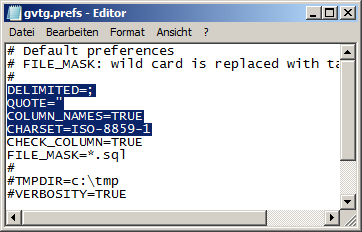 gvtg.prefs - Editor
Datei Bearbeiten Format Ansicht ?
# Default preferences
# FILE_MASK: wild card is replaced with ta
#
DELIMITED=;
QUOTE="
COLUMN_NAMES=TRUE
CHARSET=ISO-8859-1
CHECK_COLUMN=TRUE
FILE_MASK=*.sql
#
#TMPDIR=c:\tmp
#VERBOSITY=TRUE